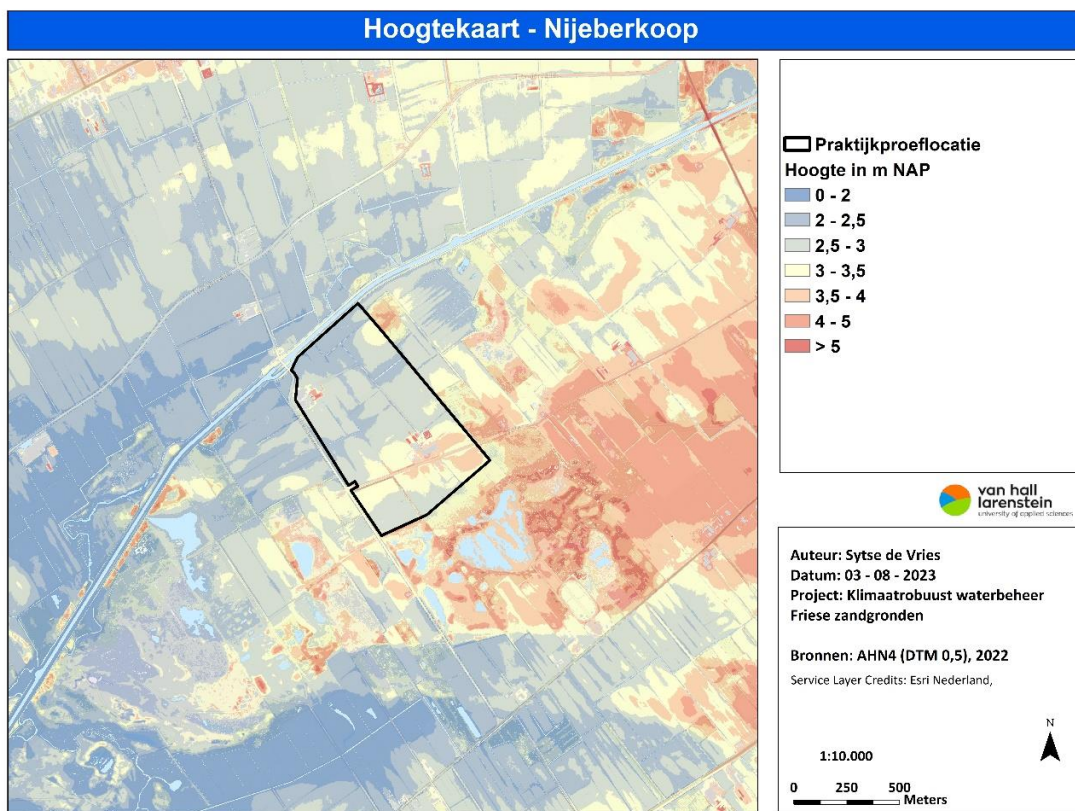 Hoogtekaart - Nijeberkoop
Praktijkproeflocatie
Hoogte in m NAP
0 - 2
2 - 2,5
2,5 - 3
3 - 3,5
3,5 - 4
4 - 5
> 5
van hall
larenstein
university of applied sciences
Auteur: Sytse de Vries
Datum: 03 - 08 - 2023
Project: Klimaatrobuust waterbeheer
Friese zandgronden
Bronnen: AHN4 (DTM 0,5), 2022
Service Layer Credits: Esri Nederland,
N
1:10.000
0 250 500
Meters